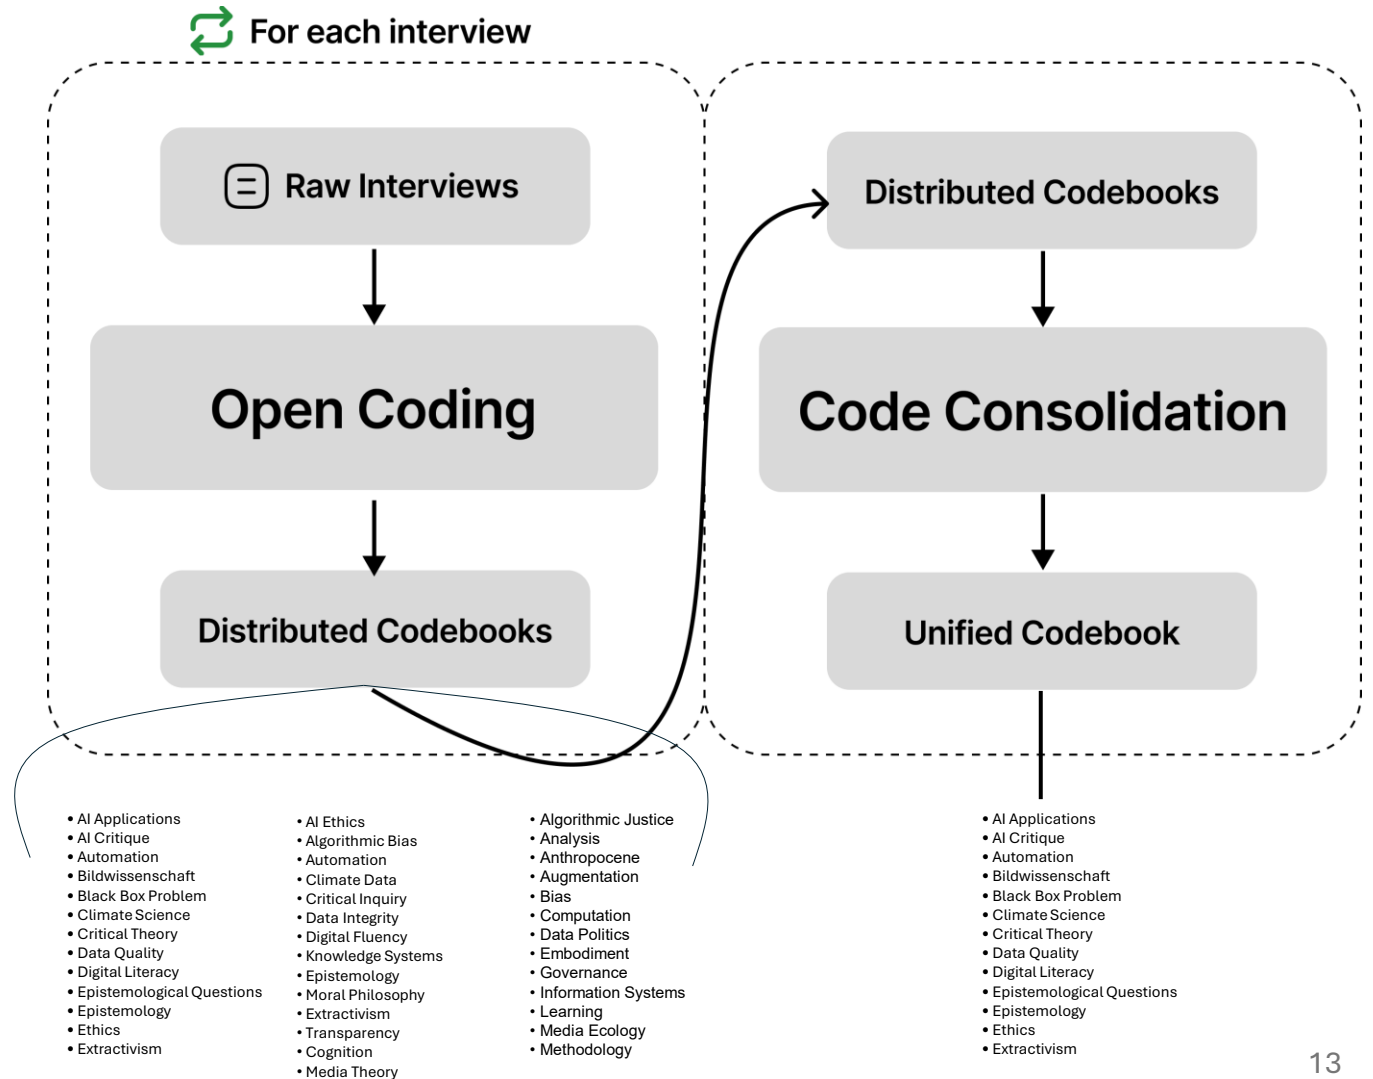 For each interview
Raw Interviews
Open Coding
Distributed Codebooks
Distributed Codebooks
Code Consolidation
Unified Codebook
• AI Applications
• AI Critique
• Automation
• Bildwissenschaft
• Black Box Problem
• Climate Science
• Critical Theory
• Data Quality
• Digital Literacy
• Epistemological Questions
• Epistemology
• Ethics
• Extractivism
• AI Ethics
• Algorithmic Bias
• Automation
• Climate Data
• Critical Inquiry
• Data Integrity
• Digital Fluency
• Knowledge Systems
• Epistemology
• Moral Philosophy
• Extractivism
• Transparency
• Cognition
• Media Theory
• Algorithmic Justice
• Analysis
• Anthropocene
• Augmentation
• Bias
• Computation
• Data Politics
• Embodiment
• Governance
• Information Systems
• Learning
• Media Ecology
• Methodology
• AI Applications
• AI Critique
• Automation
• Bildwissenschaft
• Black Box Problem
• Climate Science
• Critical Theory
• Data Quality
• Digital Literacy
• Epistemological Questions
• Epistemology
• Ethics
• Extractivism
13